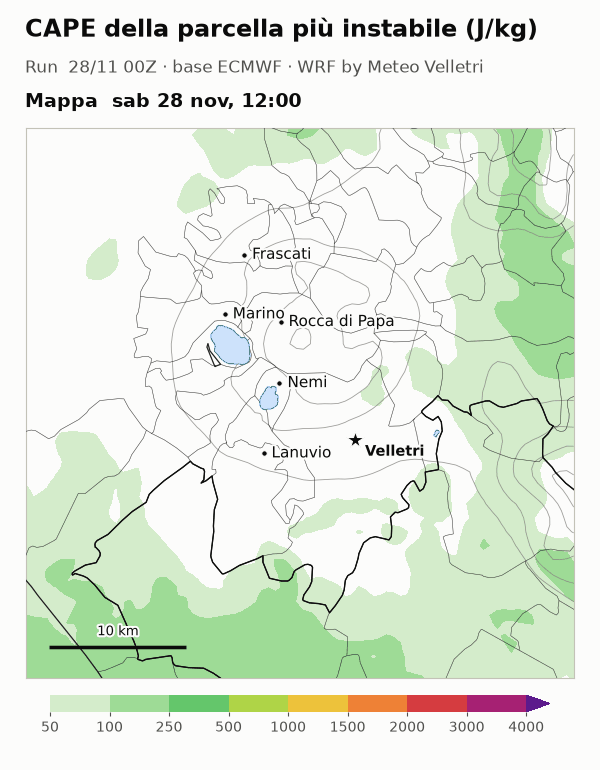 CAPE della parcella più instabile (J/kg)
Run  28/11 00Z · base ECMWF · WRF by Meteo Velletri
Mappa  sab 28 nov, 12:00
Frascati
Marino
Rocca di Papa
Nemi
Velletri
Lanuvio
10 km
50 100 250 500 1000 1500 2000 3000 4000